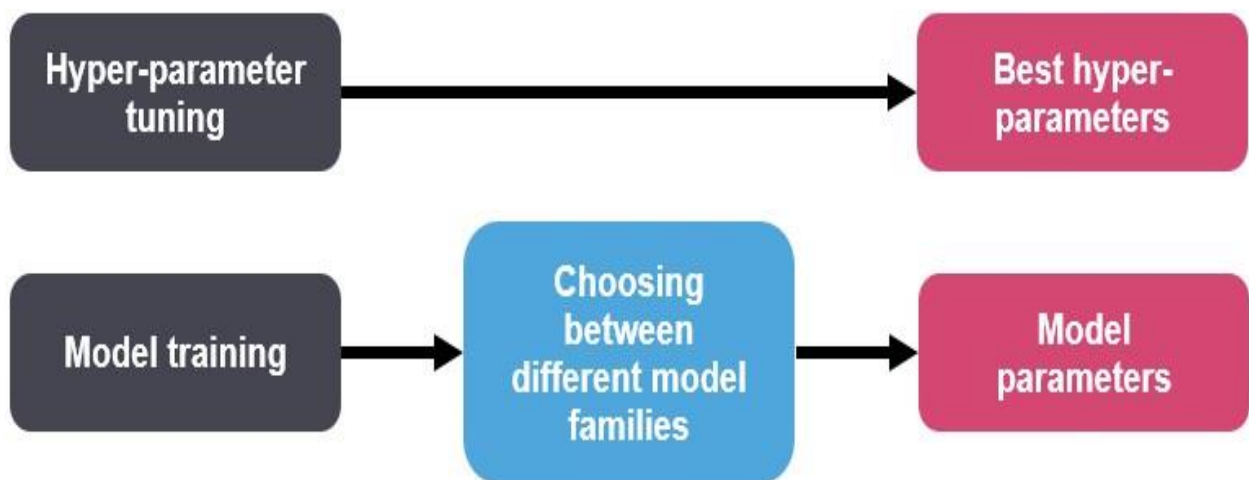 Hyper-parameter
tuning
Best hyper-
parameters
Model training
Choosing
between
different model
families
Model
parameters